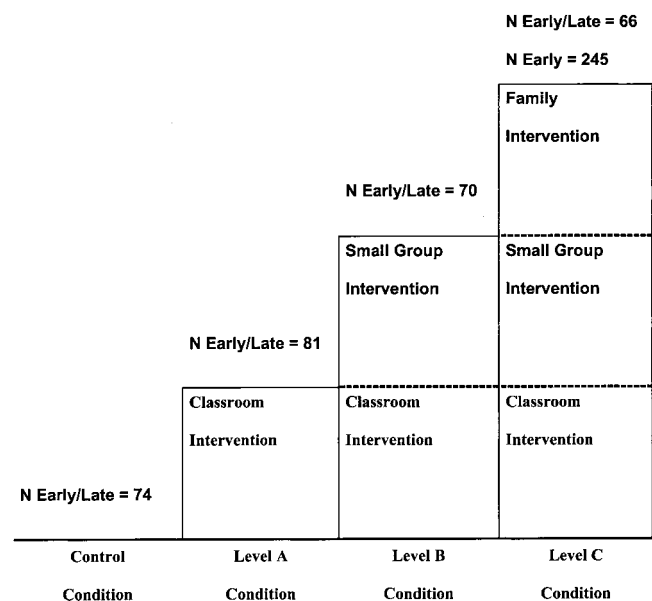 N Early/Late = 66
N Early = 245
Family
Intervention
N Early/Late = 70
Small Group
Intervention
Small Group
Intervention
N Early/Late = 81
Classroom
Intervention
Classroom
Intervention
Classroom
Intervention
N Early/Late = 74
Control
Condition
Level A
Condition
Level B
Condition
Level C
Condition